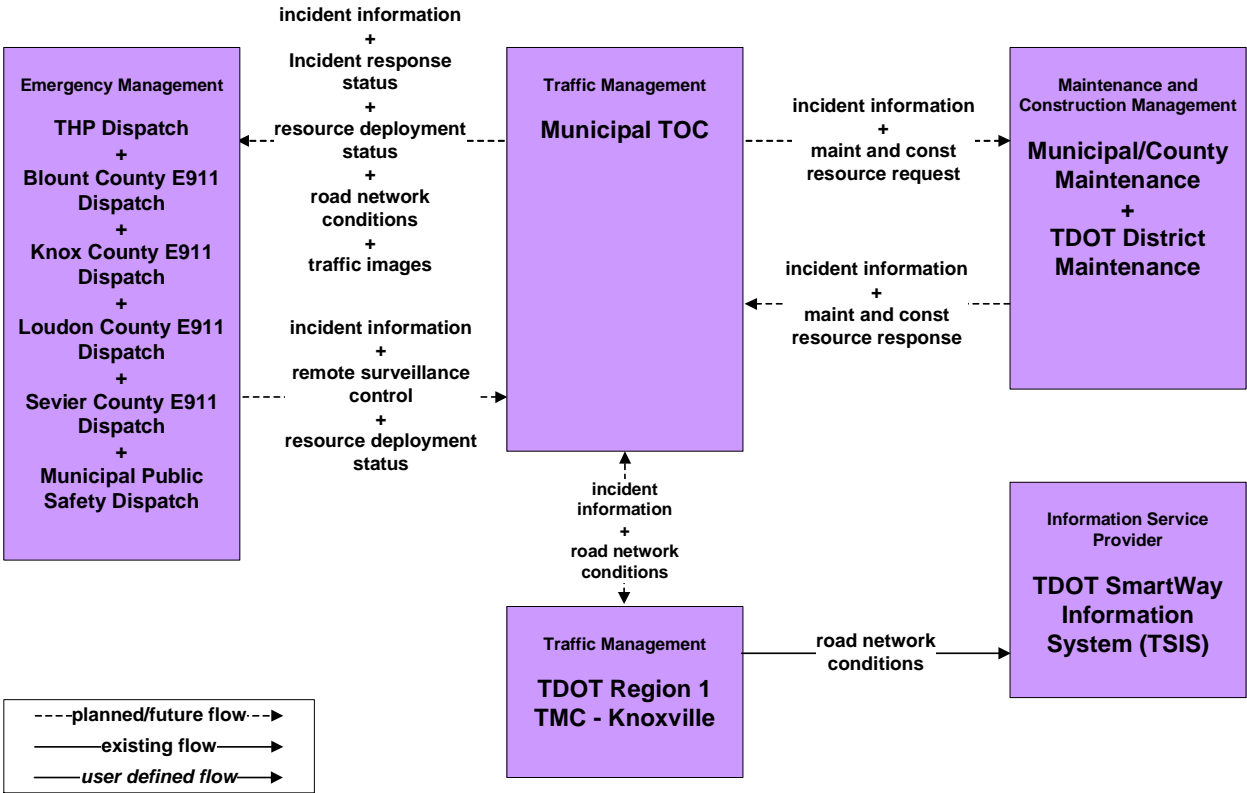 Emergency Management
THP Dispatch
+
Blount County E911
Dispatch
+
Knox County E911
Dispatch
+
Loudon County E911
Dispatch
+
Sevier County E911
Dispatch
+
Municipal Public
Safety Dispatch
incident information
+
Incident response
status
+
resource deployment
status
+
road network
conditions
+
traffic images
incident information
+
remote surveillance
control
+
resource deployment
status
Traffic Management
Municipal TOC
incident information
+
maint and const
resource request
incident information
+
maint and const
resource response
Maintenance and
Construction Management
Municipal/County
Maintenance
+
TDOT District
Maintenance
incident
information
+
road network
conditions
Traffic Management
TDOT Region 1
TMC - Knoxville
road network
conditions
Information Service
Provider
TDOT SmartWay
Information
System (TSIS)
planned/future flow
existing flow
user defined flow